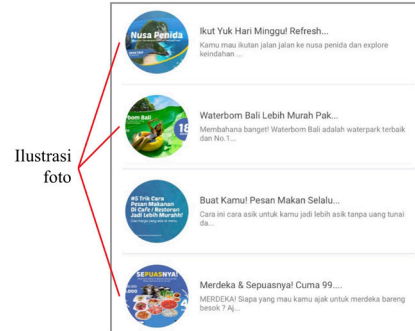 Ilustrasi
foto
Nusa Penida
Ikut Yuk Hari Minggu! Refresh...
Kamu mau ikutan jalan jalan ke nusa penida dan explore
keindahan ...
bom Bali
18
Waterbom Bali Lebih Murah Pak...
Membahana banget! Waterbom Bali adalah waterpark terbaik
dan No.1...
#5 Trik Cara
Pesan Makanan
Di Cafe / Restoran
Jadi Lebih Murahh!
Buat Kamu! Pesan Makan Selalu...
Cara ini cara asik untuk kamu jadi lebih asik tanpa uang tunai
da...
SEPUASNYA!
Merdeka & Sepuasnya! Cuma 99....
MERDEKA! Siapa yang mau kamu ajak untuk merdeka bareng
besok ? Aj...